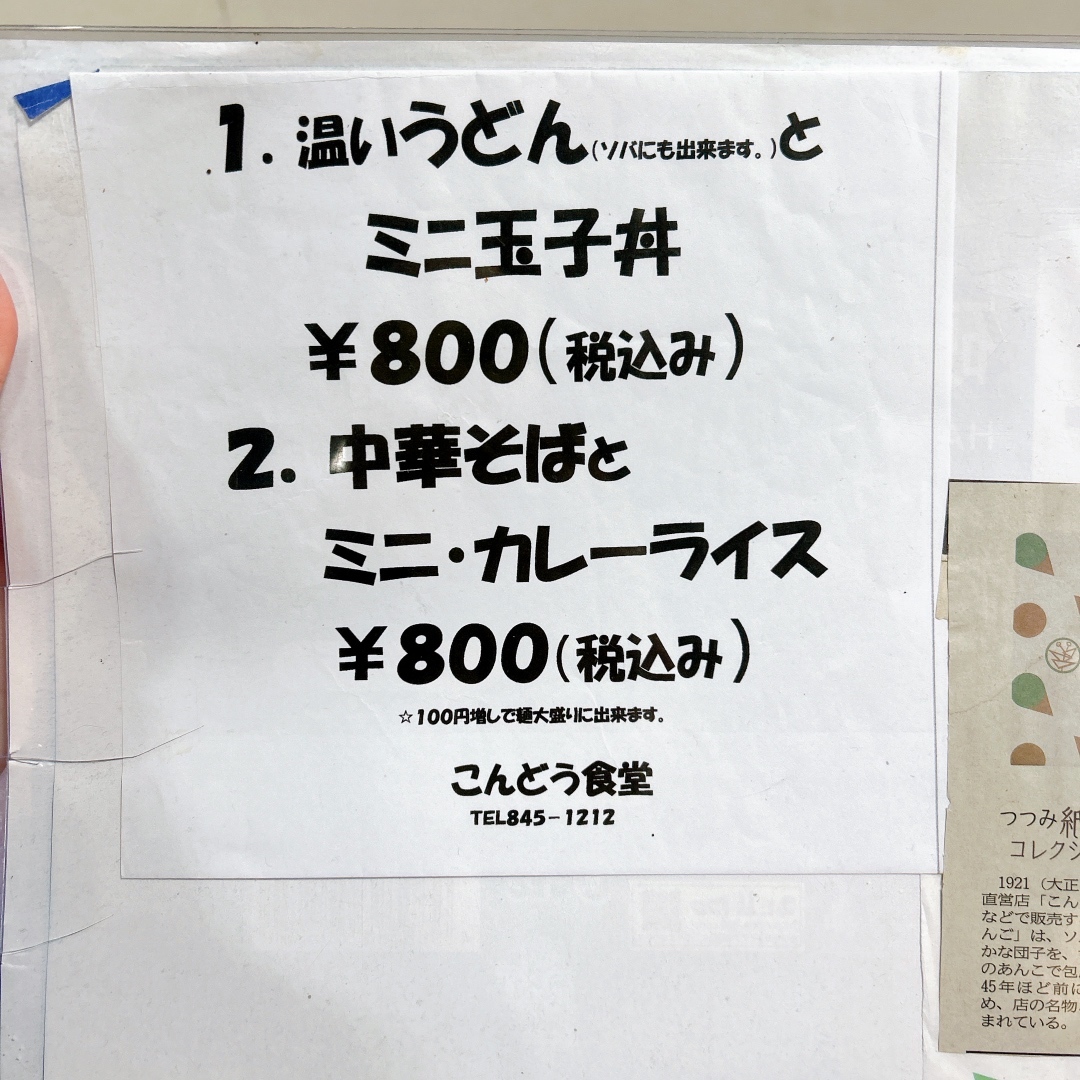 1. 温いうどん(ソバにも出来ます。)と
ミニ玉子丼
¥800(税込み)
2. 中華そばと
ミニ・カレーライス
¥800(税込み)
☆100円増しで麺大盛りに出来ます。
こんどう食堂
TEL845-1212
つつみ紙
コレクシ
1921(大正
直営店「こん
などで販売す
んご」は、ソ
かな団子を、
のあんこで包
45年ほど前に
め、店の名物
まれている。